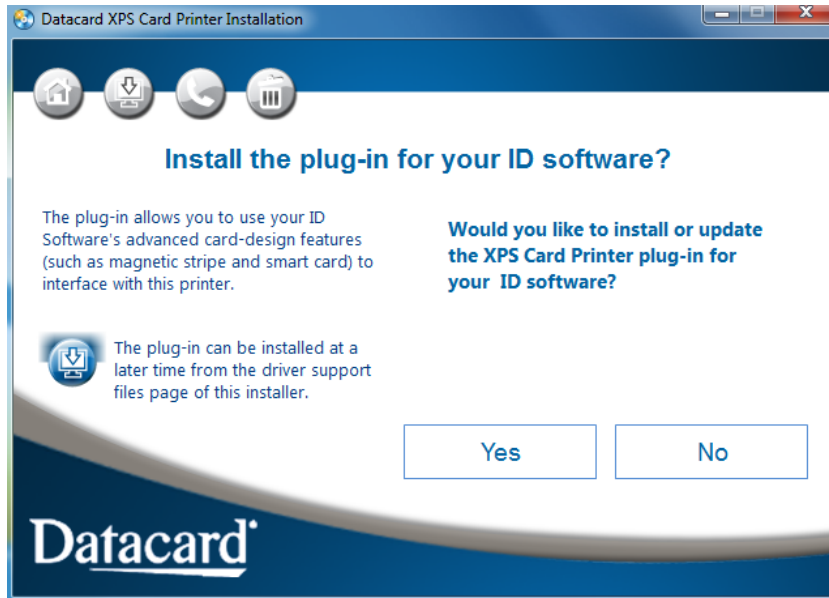 Datacard XPS Card Printer Installation
Install the plug-in for your ID software?
The plug-in allows you to use your ID
Software's advanced card-design features
(such as magnetic stripe and smart card) to
interface with this printer.
The plug-in can be installed at a
later time from the driver support
files page of this installer.
Would you like to install or update
the XPS Card Printer plug-in for
your ID software?
Yes
No
Datacard